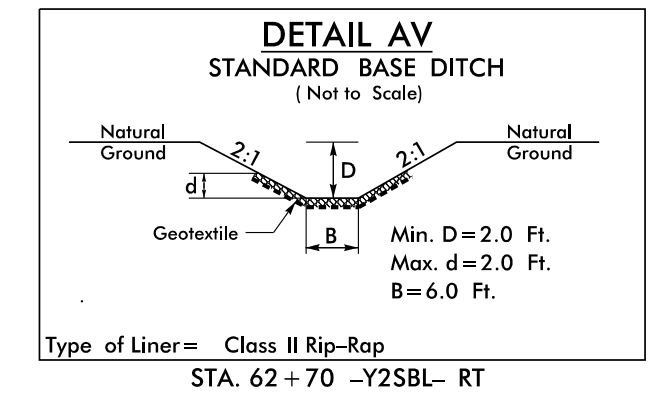 DETAIL AV
STANDARD BASE DITCH
( Not to Scale)
Natural
Ground
Natural
Ground
2:1
2:1
D
d
Geotextile
B
Min. D=2.0 Ft.
Max. d=2.0 Ft.
B=6.0 Ft.
Type of Liner= Class II Rip-Rap
STA. 62+70 -Y2SBL- RT